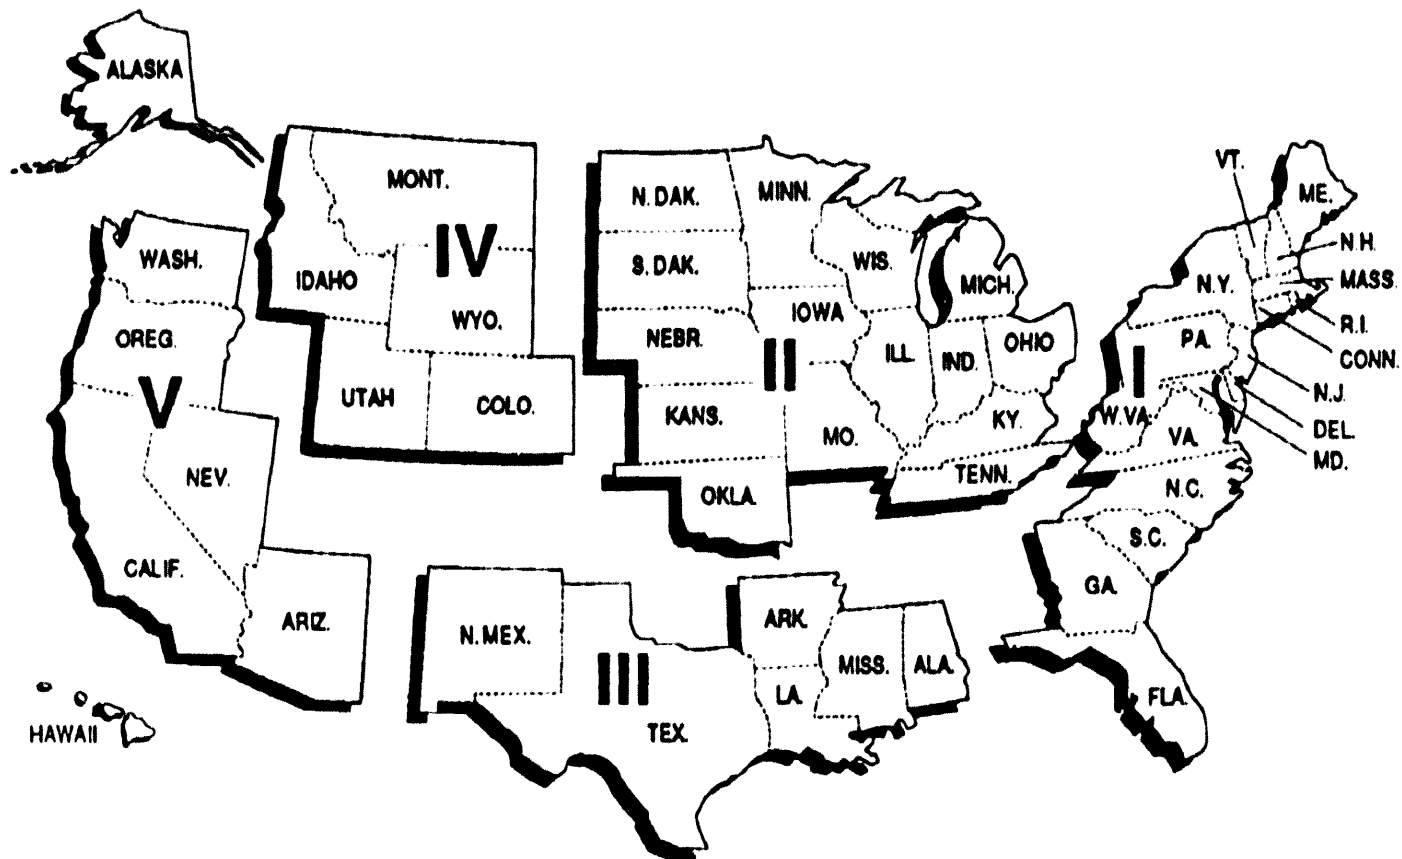 ALASKA
MONT.
IV
IDAHO
WYO.
UTAH
COLO.
WASH.
OREG.
V
NEV.
CALIF.
ARIZ.
HAWAII
N. DAK.
MINN.
S. DAK.
WIS.
MICH.
NEBR.
IOWA
II
ILL.
IND.
OHIO
KANS.
MO.
KY.
OKLA.
TENN.
N. MEX.
III
TEX.
ARK.
LA.
MISS.
ALA.
VT.
ME.
N.H.
MASS.
N.Y.
R.I.
CONN.
PA.
I
N.J.
W.VA.
DEL.
VA.
MD.
N.C.
S.C.
GA.
FLA.